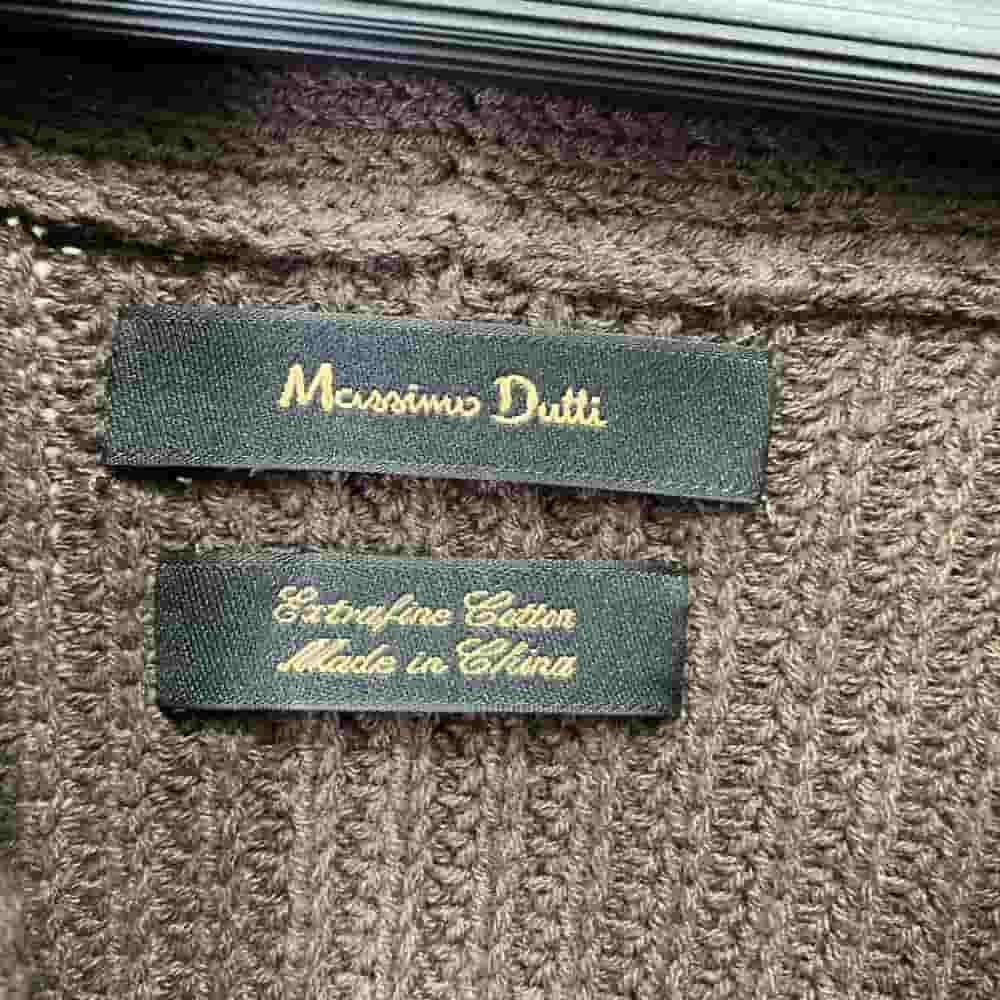 Massimo Dutti
Extrafine Cotton
Made in China